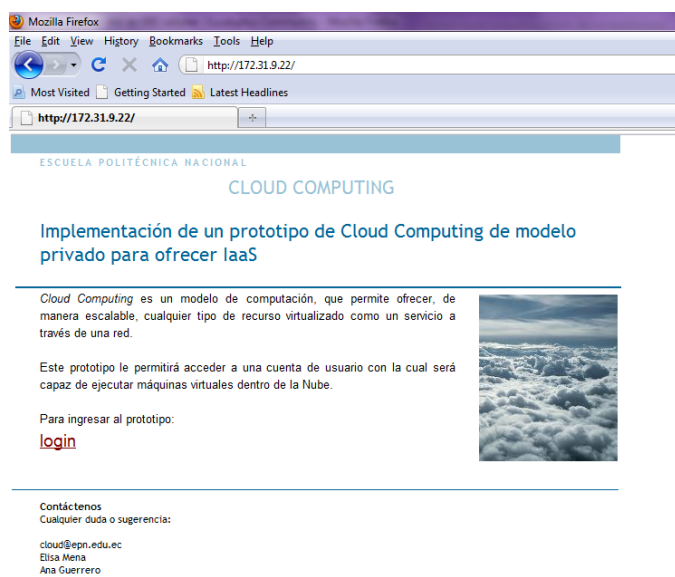 Mozilla Firefox
File Edit View History Bookmarks Tools Help
http://172.31.9.22/
Most Visited Getting Started Latest Headlines
http://172.31.9.22/
ESCUELA POLITÉCNICA NACIONAL
CLOUD COMPUTING
Implementación de un prototipo de Cloud Computing de modelo
privado para ofrecer IaaS
Cloud Computing es un modelo de computación, que permite ofrecer, de
manera escalable, cualquier tipo de recurso virtualizado como un servicio a
través de una red.
Este prototipo le permitirá acceder a una cuenta de usuario con la cual será
capaz de ejecutar máquinas virtuales dentro de la Nube.
Para ingresar al prototipo:
login
Contáctenos
Cualquier duda o sugerencia:
cloud@epn.edu.ec
Elisa Mena
Ana Guerrero